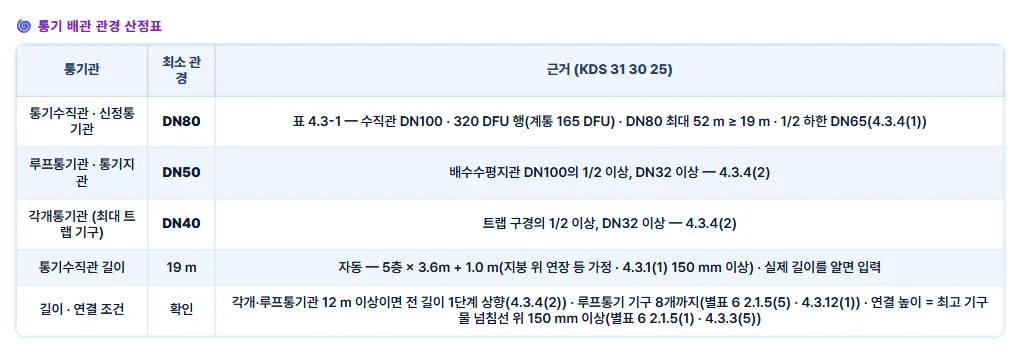 🌀 통기 배관 관경 산정표
통기관
최소 관
경
근거 (KDS 31 30 25)
통기수직관 · 신정통
기관
DN80
표 4.3-1 — 수직관 DN100 · 320 DFU 행(계통 165 DFU) · DN80 최대 52 m ≥ 19 m · 1/2 하한 DN65(4.3.4(1))
루프통기관 · 통기지
관
DN50
배수수평지관 DN100의 1/2 이상, DN32 이상 — 4.3.4(2)
각개통기관 (최대 트
랩 기구)
DN40
트랩 구경의 1/2 이상, DN32 이상 — 4.3.4(2)
통기수직관 길이
19 m
자동 — 5층 × 3.6m + 1.0 m(지붕 위 연장 등 가정 · 4.3.1(1) 150 mm 이상) · 실제 길이를 알면 입력
길이 · 연결 조건
확인
각개·루프통기관 12 m 이상이면 전 길이 1단계 상향(4.3.4(2)) · 루프통기 기구 8개까지(별표 6 2.1.5(5) · 4.3.12(1)) · 연결 높이 = 최고 기구
물 넘침선 위 150 mm 이상(별표 6 2.1.5(1) · 4.3.3(5))